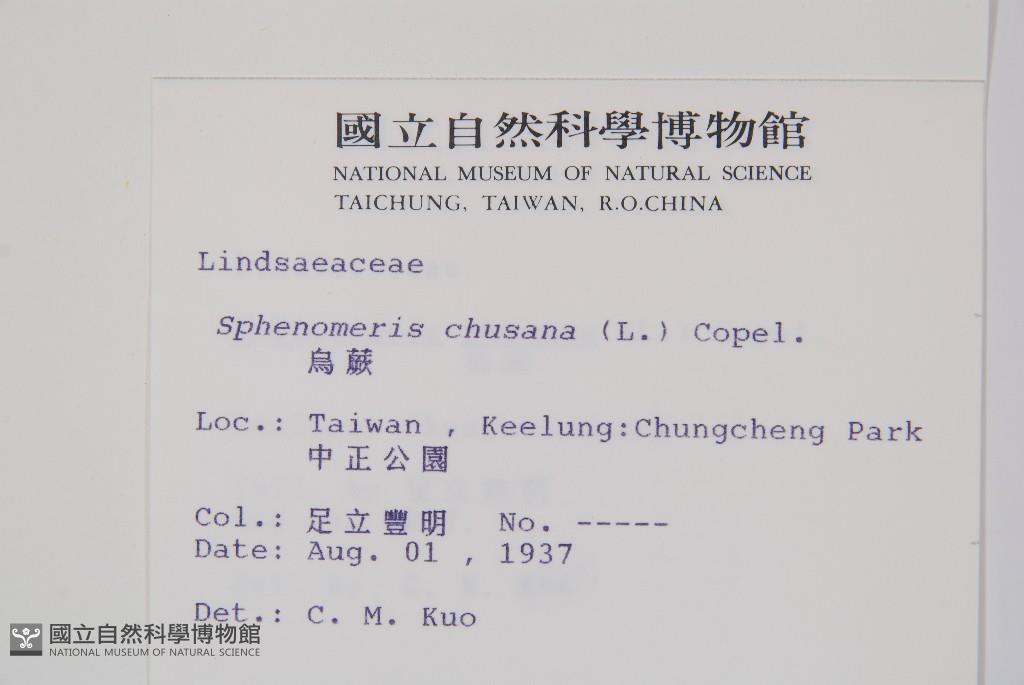 國立自然科學博物館
NATIONAL MUSEUM OF NATURAL SCIENCE
TAICHUNG, TAIWAN, R.O.CHINA
Lindsaeaceae
Sphenomeris chusana (L.) Copel.
烏蕨
Loc.: Taiwan , Keelung:Chungcheng Park
中正公園
Col.: 足立豐明 No. -----
Date: Aug. 01 , 1937
Det.: C. M. Kuo
國立自然科學博物館
NATIONAL MUSEUM OF NATURAL SCIENCE